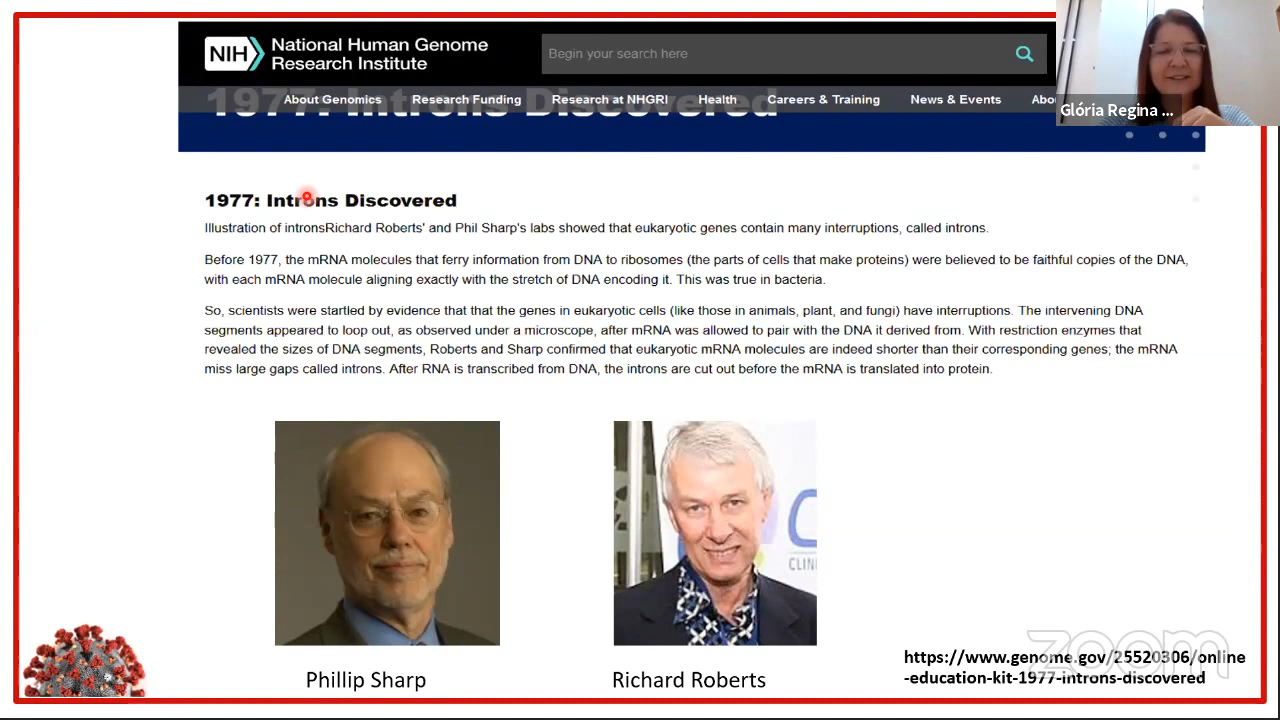 NIH
National Human Genome
Research Institute
Begin your search here
1977: Introns Discovered
About Genomics
Research Funding
Research at NHGRI
Health
Careers & Training
News & Events
Abo
Glória Regina ...
1977: Introns Discovered
Illustration of intronsRichard Roberts' and Phil Sharp's labs showed that eukaryotic genes contain many interruptions, called introns.
Before 1977, the mRNA molecules that ferry information from DNA to ribosomes (the parts of cells that make proteins) were believed to be faithful copies of the DNA,
with each mRNA molecule aligning exactly with the stretch of DNA encoding it. This was true in bacteria.
So, scientists were startled by evidence that that the genes in eukaryotic cells (like those in animals, plant, and fungi) have interruptions. The intervening DNA
segments appeared to loop out, as observed under a microscope, after mRNA was allowed to pair with the DNA it derived from. With restriction enzymes that
revealed the sizes of DNA segments, Roberts and Sharp confirmed that eukaryotic mRNA molecules are indeed shorter than their corresponding genes; the mRNA
miss large gaps called introns. After RNA is transcribed from DNA, the introns are cut out before the mRNA is translated into protein.
C
CLIN
Phillip Sharp
Richard Roberts
https://www.genome.gov/25520306/online
-education-kit-1977-introns-discovered
zoom